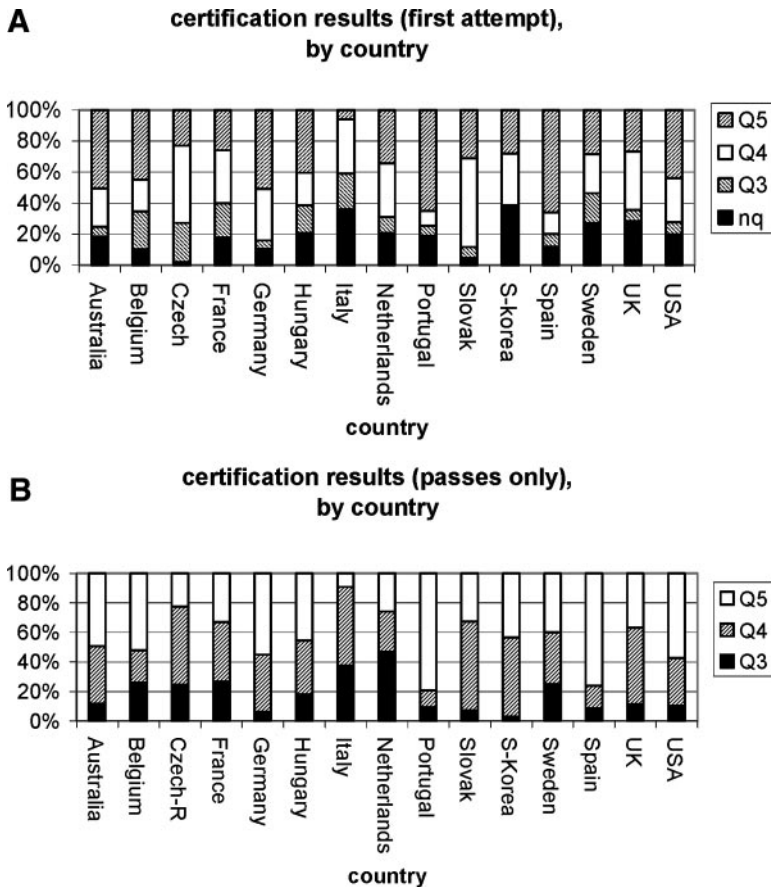 A
certification results (first attempt),
by country
100%
80%
60%
40%
20%
0%
Q5
Q4
Q3
nq
Australia
Belgium
Czech
France
Germany
Hungary
Italy
Netherlands
Portugal
Slovak
S-korea
Spain
Sweden
UK
USA
country
B
certification results (passes only),
by country
100%
80%
60%
40%
20%
0%
Q5
Q4
Q3
Australia
Belgium
Czech-R
France
Germany
Hungary
Italy
Netherlands
Portugal
Slovak
S-Korea
Sweden
Spain
UK
USA
country